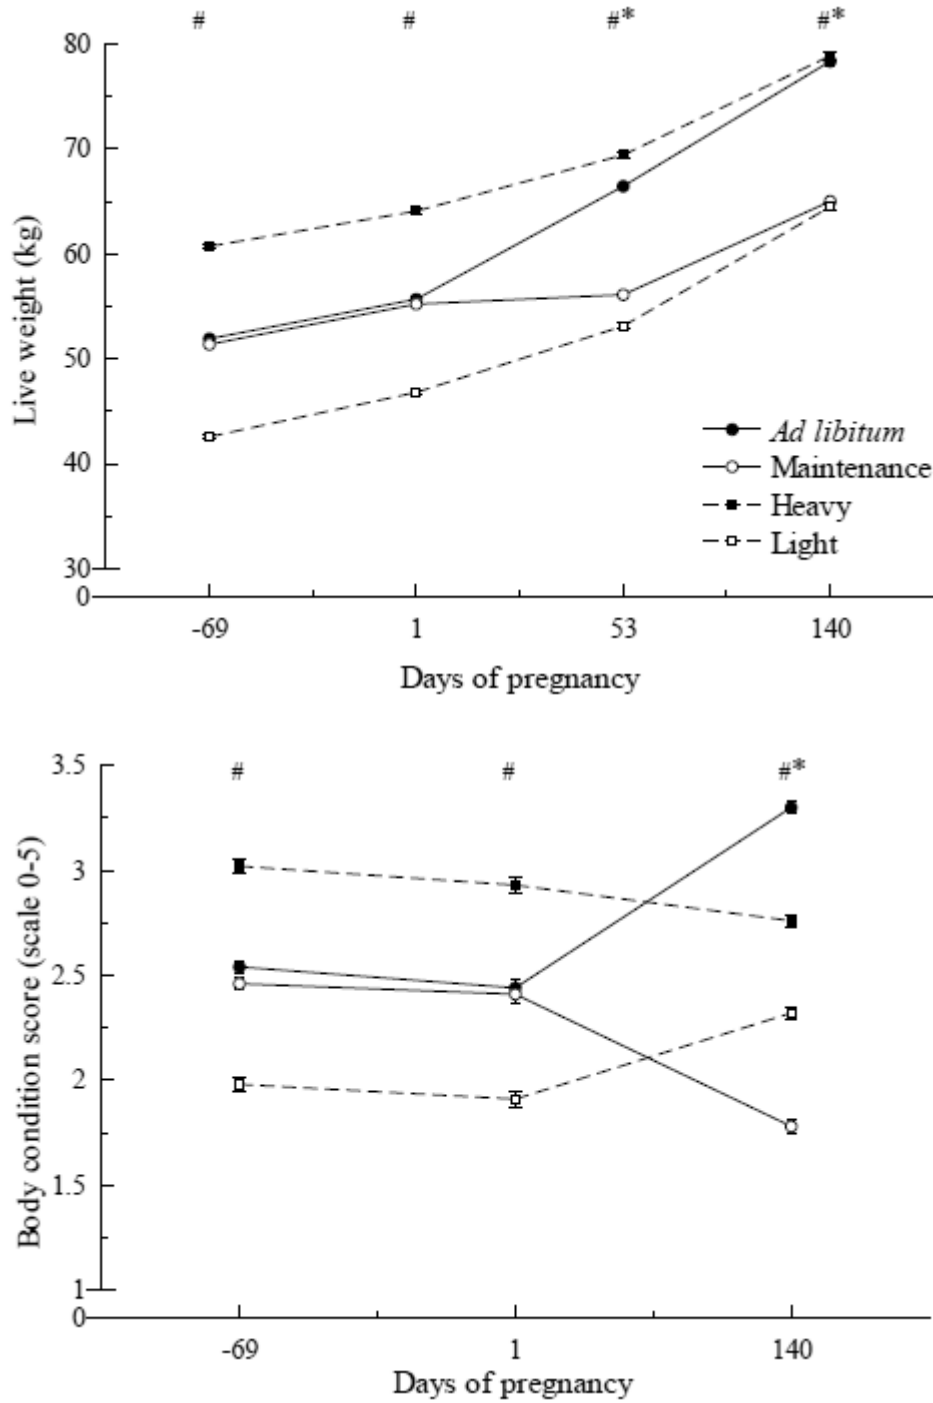 # # #* #*
80
70
60
50
40
30
0
Live weight (kg)
Ad libitum
Maintenance
Heavy
Light
-69 1 53 140
Days of pregnancy
# # #*
3.5
3
2.5
2
1.5
1
0
Body condition score (scale 0-5)
-69 1 140
Days of pregnancy